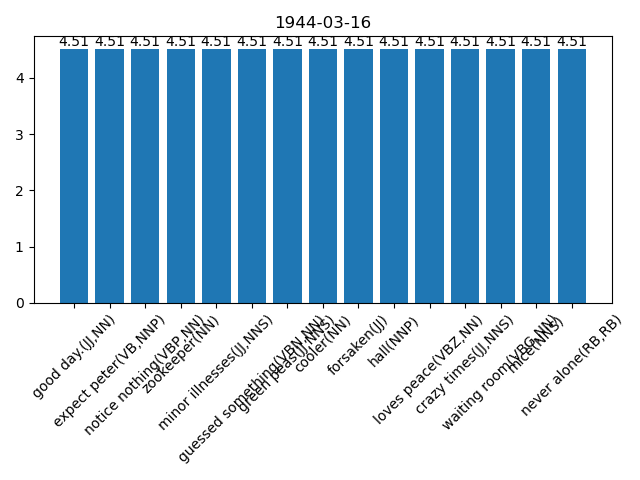 1944-03-16
4.51 4.51 4.51 4.51 4.51 4.51 4.51 4.51 4.51 4.51 4.51 4.51 4.51 4.51 4.51
4
3
2
1
0
good day.(JJ,NN)
expect peter(VB,NNP)
notice nothing(VBP,NN)
zookeeper(NN)
minor illnesses(JJ,NNS)
guessed something(VBN,NN)
green peas(JJ,NNS)
cooler(NN)
forsaken(JJ)
hall(NNP)
loves peace(VBZ,NN)
crazy times(JJ,NNS)
waiting room(VBG,NN)
mice(NNS)
never alone(RB,RB)